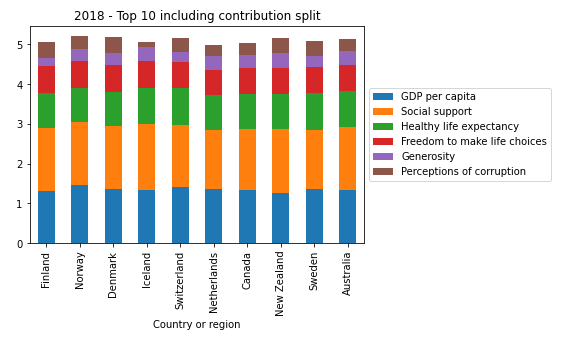 2018 - Top 10 including contribution split
5
4
3
2
1
0
Finland
Norway
Denmark
Iceland
Switzerland
Netherlands
Canada
New Zealand
Sweden
Australia
Country or region
GDP per capita
Social support
Healthy life expectancy
Freedom to make life choices
Generosity
Perceptions of corruption